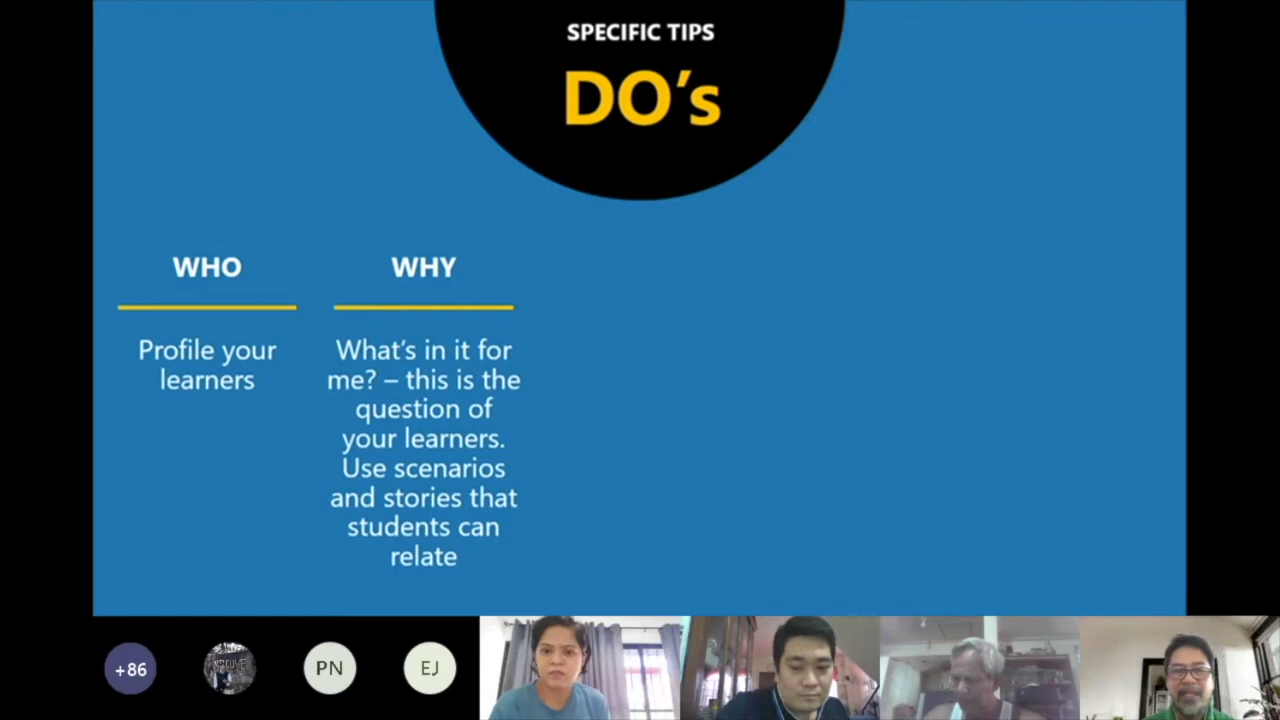 SPECIFIC TIPS
DO’s
WHO
Profile your
learners
WHY
What’s in it for
me? – this is the
question of
your learners.
Use scenarios
and stories that
students can
relate
+86
PN
EJ